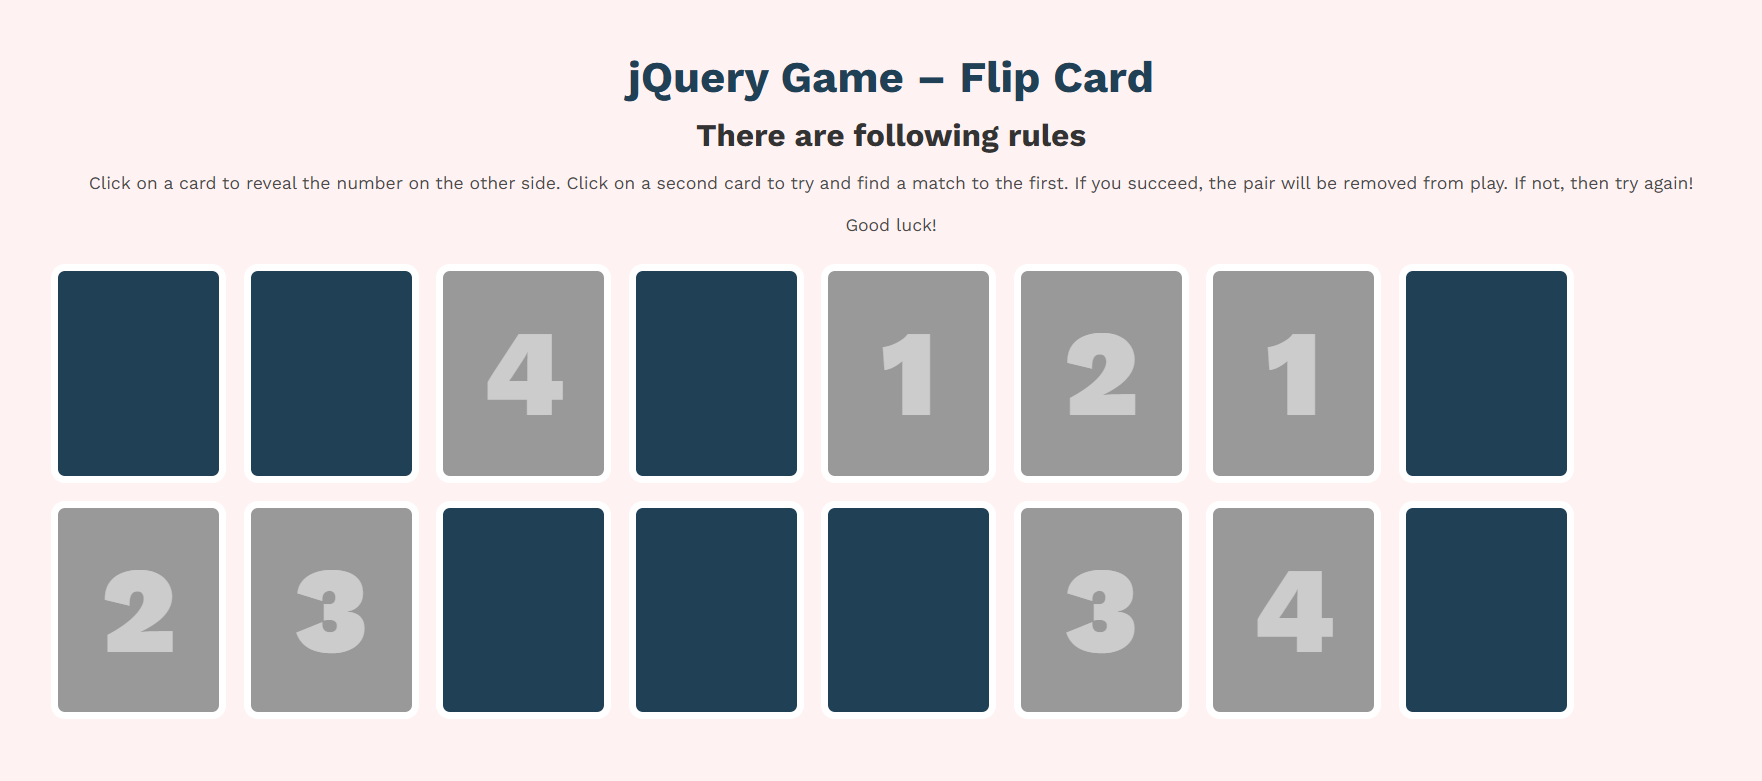 jQuery Game – Flip Card
There are following rules
Click on a card to reveal the number on the other side. Click on a second card to try and find a match to the first. If you succeed, the pair will be removed from play. If not, then try again!
Good luck!
4 1 2 1
2 3 3 4